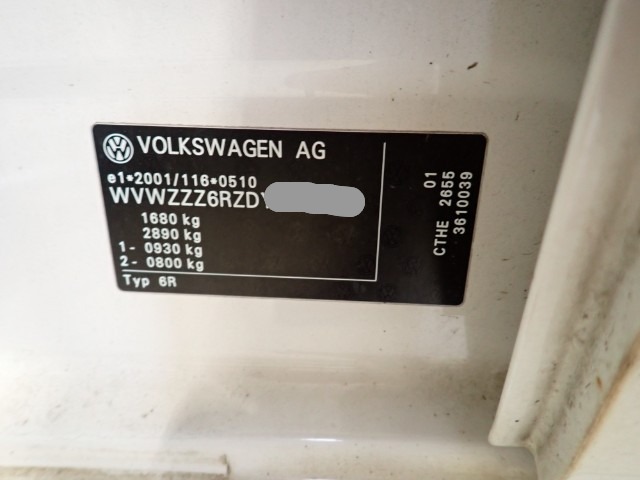 VOLKSWAGEN AG
e1*2001/116*0510
WVWZZZ6RZDY
1680 kg
2890 kg
1- 0930 kg
2- 0800 kg
Typ 6R
01
CTHE 2655
3610039